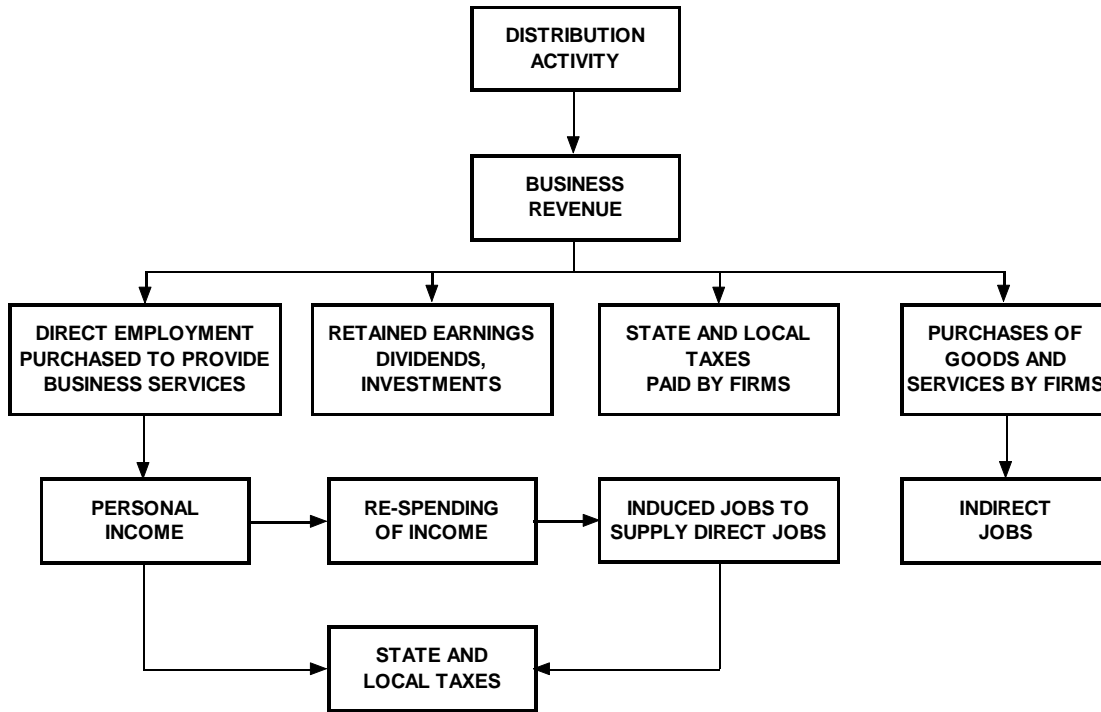 DISTRIBUTION
ACTIVITY
BUSINESS
REVENUE
DIRECT EMPLOYMENT
PURCHASED TO PROVIDE
BUSINESS SERVICES
RETAINED EARNINGS
DIVIDENDS,
INVESTMENTS
STATE AND LOCAL
TAXES
PAID BY FIRMS
PURCHASES OF
GOODS AND
SERVICES BY FIRMS
PERSONAL
INCOME
RE-SPENDING
OF INCOME
INDUCED JOBS TO
SUPPLY DIRECT JOBS
INDIRECT
JOBS
STATE AND
LOCAL TAXES